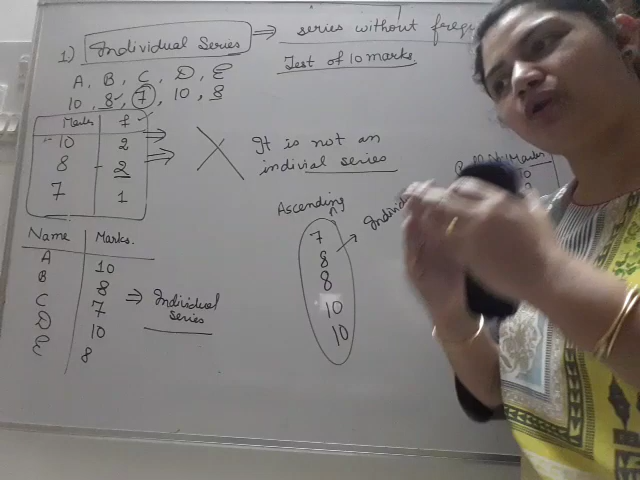 1) Individual Series ⇒ series without
Test of 10 marks
A, B, C, D, E
10, 8, 7, 10, 8
Marks f
10 2
8 2
7 1
It is not an
indivial series
Name Marks.
A 10
B 8
C 7
D 10
E 8
⇒ Individual
series
Ascending
7
8
8
10
10